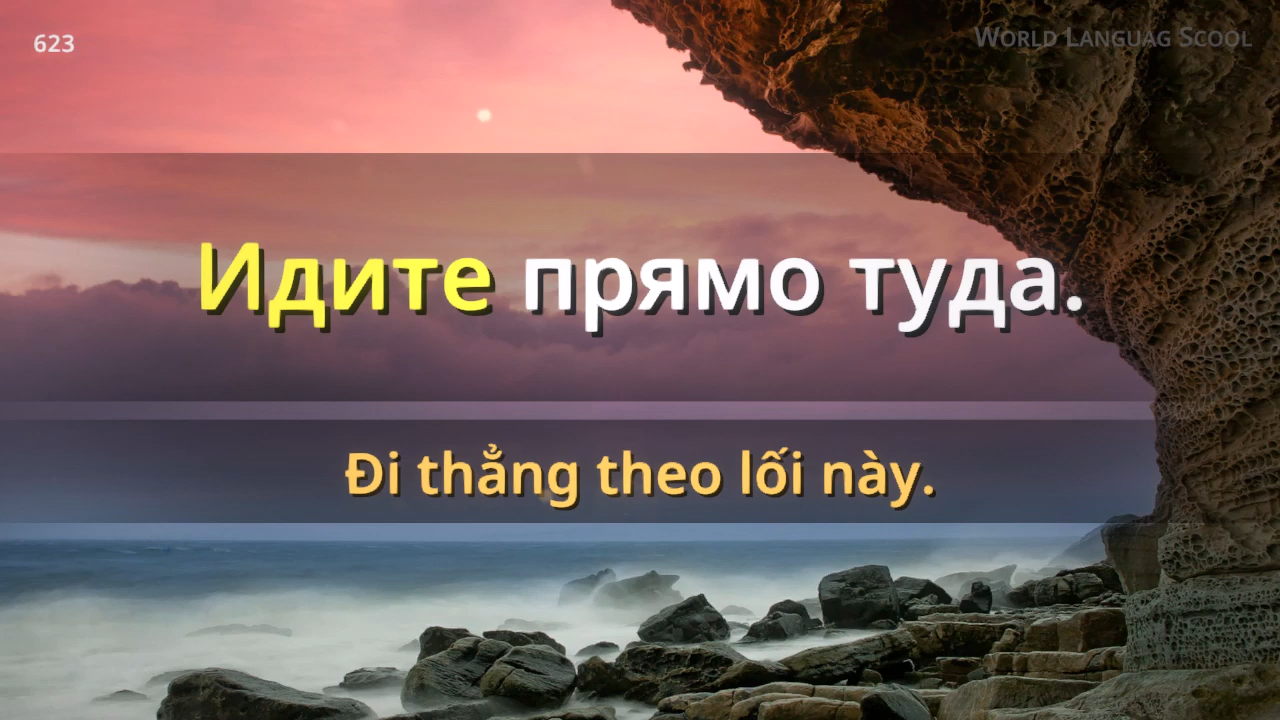 623
WORLD LANGUAG SCOOL
Идите прямо туда.
Đi thẳng theo lối này.